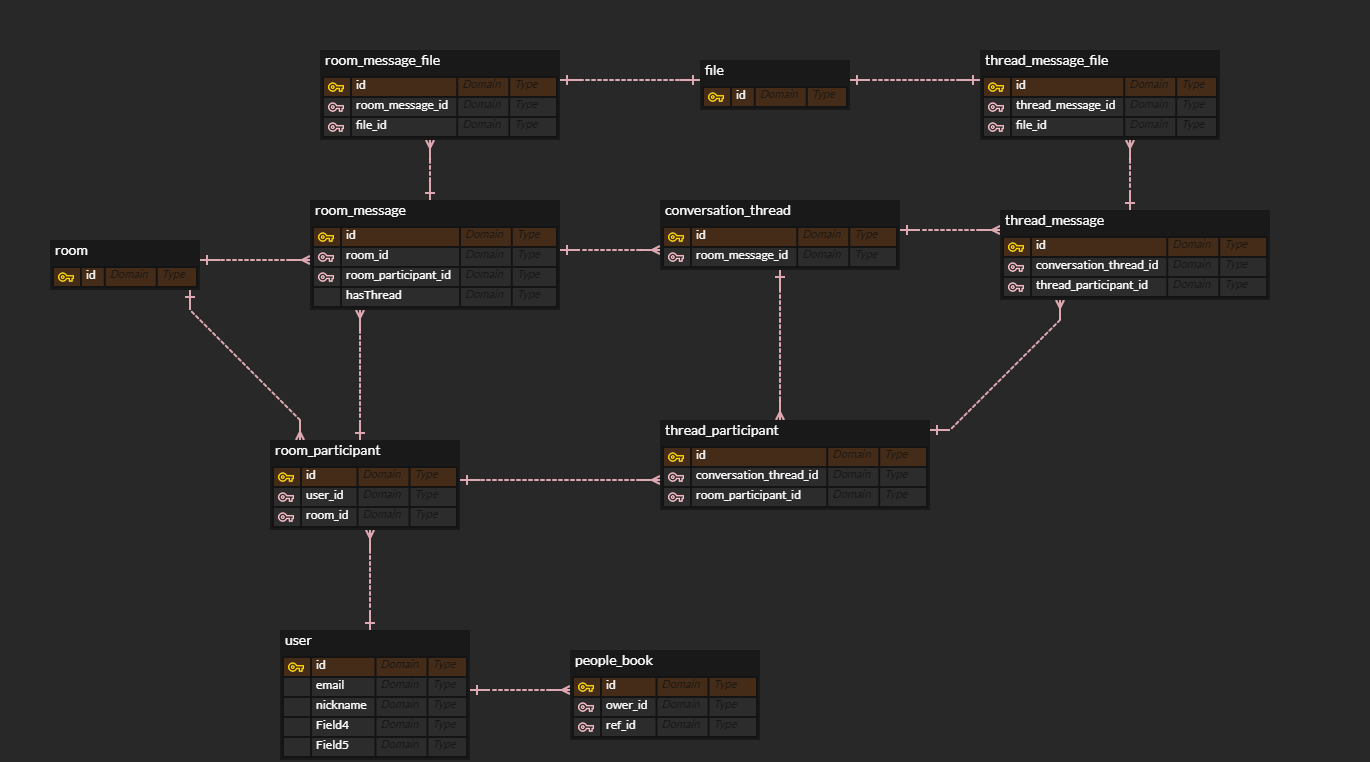 room_message_file
id Domain Type
room_message_id Domain Type
file_id Domain Type
file
id Domain Type
thread_message_file
id Domain Type
thread_message_id Domain Type
file_id Domain Type
room
id Domain Type
room_message
id Domain Type
room_id Domain Type
room_participant_id Domain Type
hasThread Domain Type
conversation_thread
id Domain Type
room_message_id Domain Type
thread_message
id Domain Type
conversation_thread_id Domain Type
thread_participant_id Domain Type
room_participant
id Domain Type
user_id Domain Type
room_id Domain Type
thread_participant
id Domain Type
conversation_thread_id Domain Type
room_participant_id Domain Type
user
id Domain Type
email Domain Type
nickname Domain Type
Field4 Domain Type
Field5 Domain Type
people_book
id Domain Type
ower_id Domain Type
ref_id Domain Type